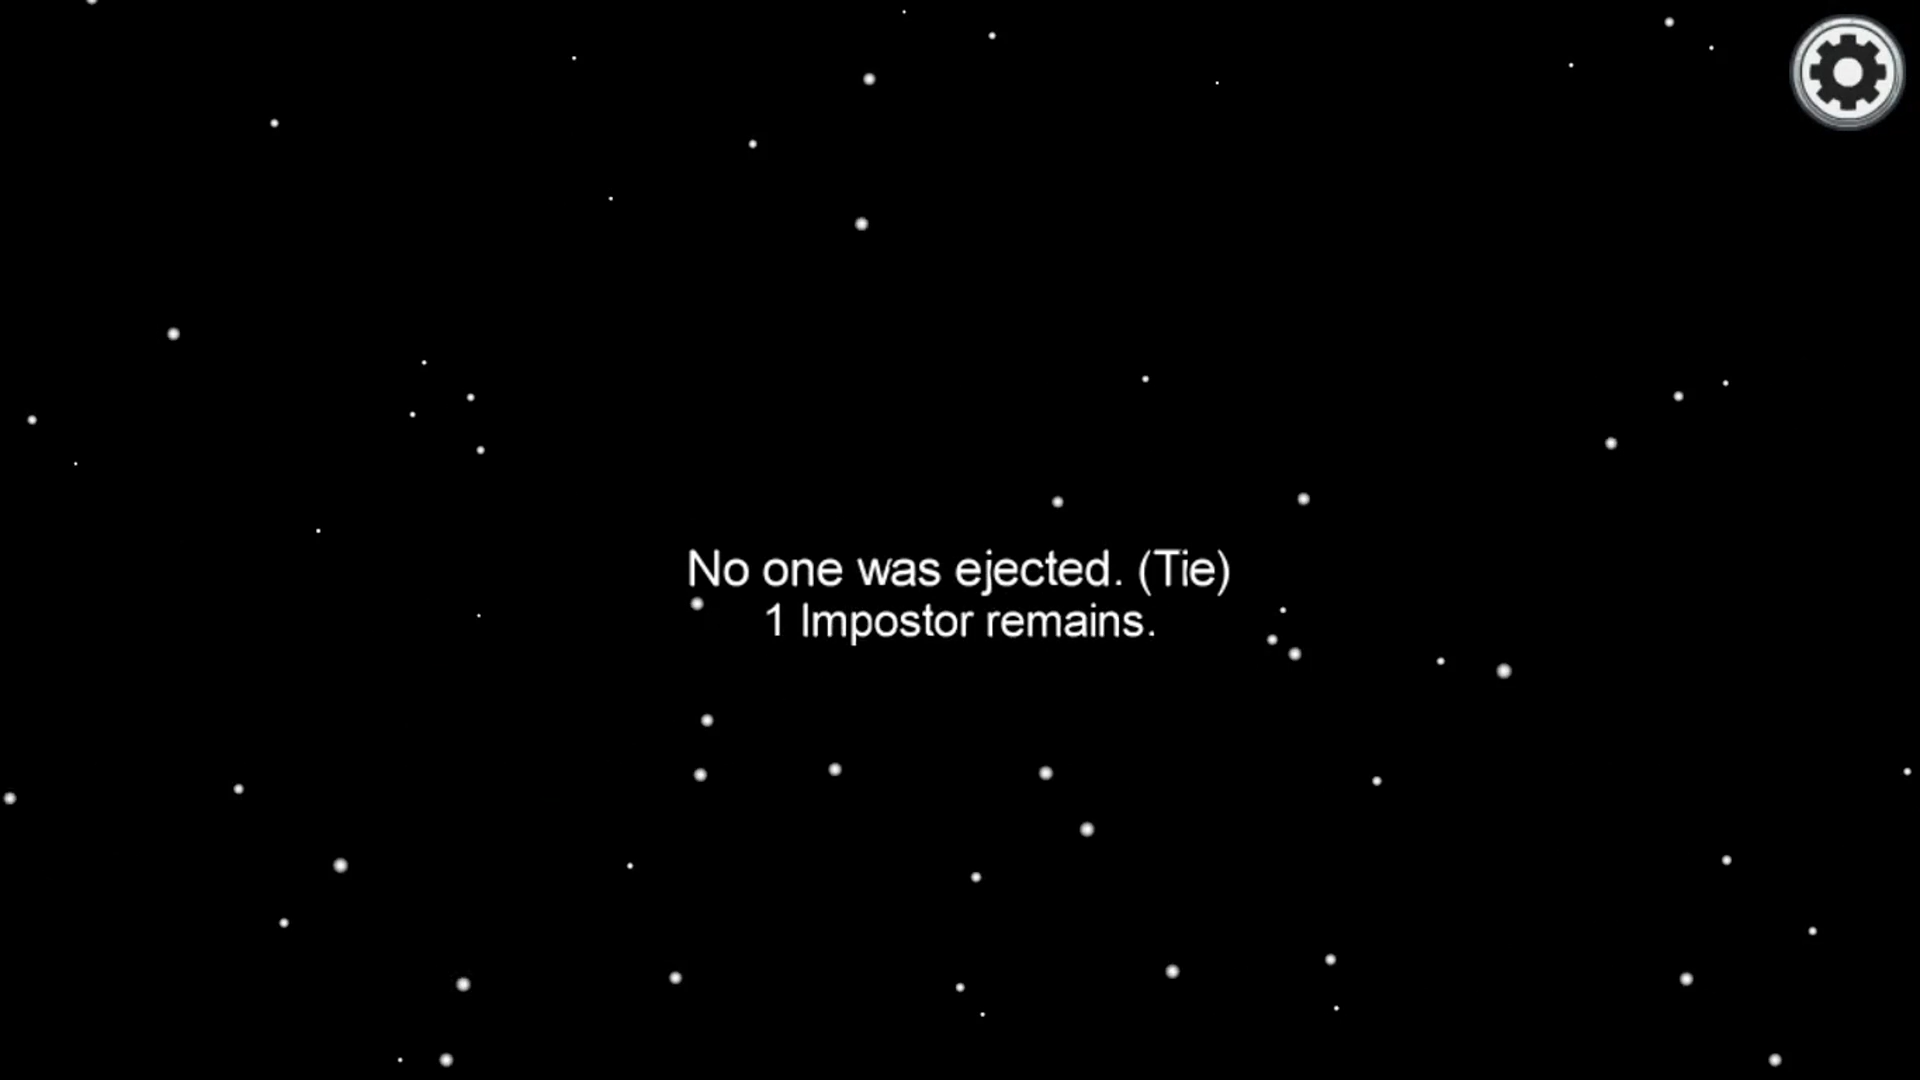 No one was ejected. (Tie)
1 Impostor remains.